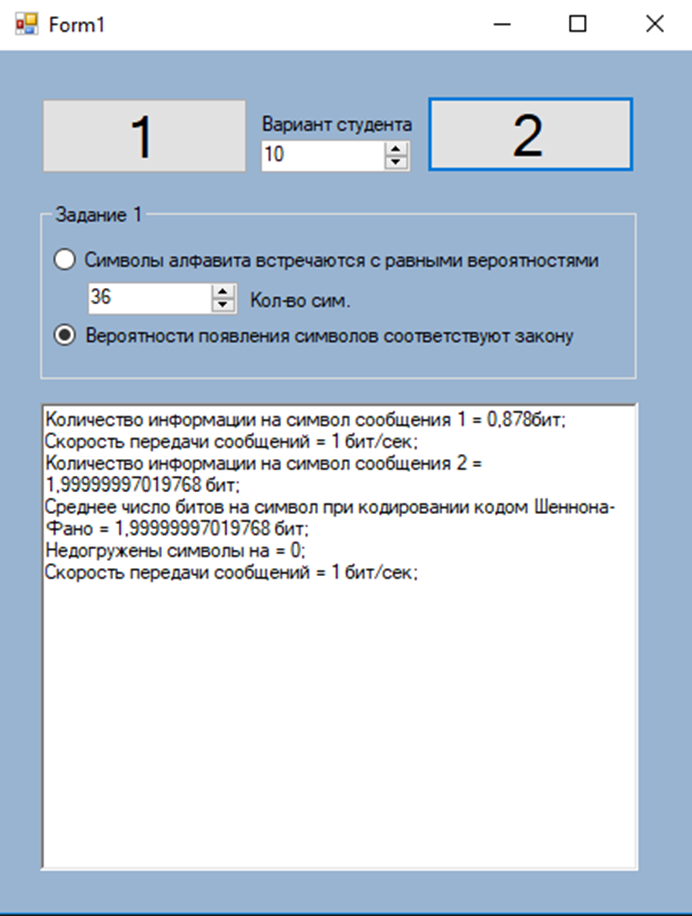 Form1
1
Вариант студента
10
2
Задание 1
Символы алфавита встречаются с равными вероятностями
36
Кол-во сим.
Вероятности появления символов соответствуют закону
Количество информации на символ сообщения 1 = 0,878бит;
Скорость передачи сообщений = 1 бит/сек;
Количество информации на символ сообщения 2 =
1,99999997019768 бит;
Среднее число битов на символ при кодировании кодом Шеннона-
Фано = 1,99999997019768 бит;
Недогружены символы на = 0;
Скорость передачи сообщений = 1 бит/сек;